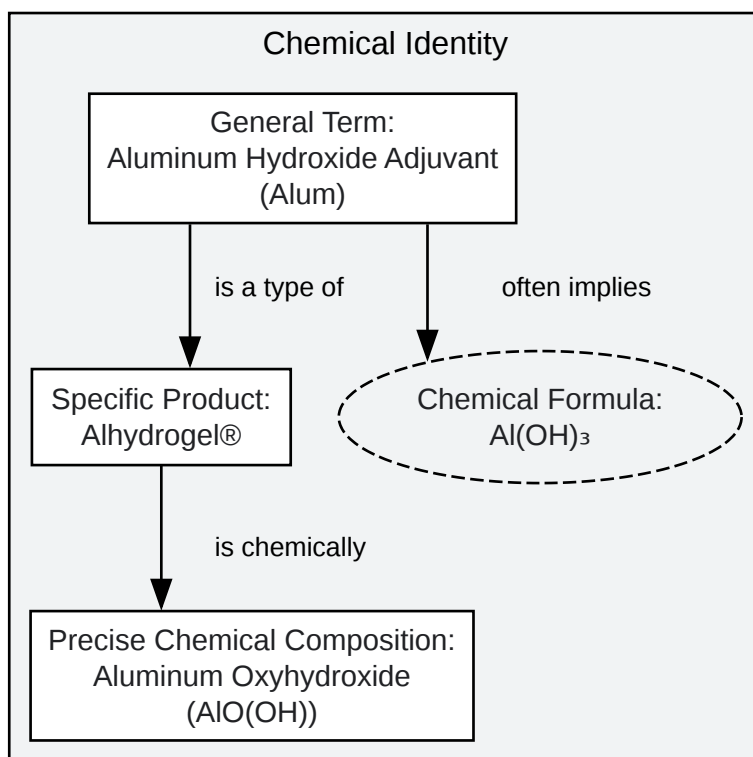 Chemical Identity
General Term:
Aluminum Hydroxide Adjuvant
(Alum)
is a type of
often implies
Specific Product:
Alhydrogel®
Chemical Formula:
Al(OH)₃
is chemically
Precise Chemical Composition:
Aluminum Oxyhydroxide
(AlO(OH))